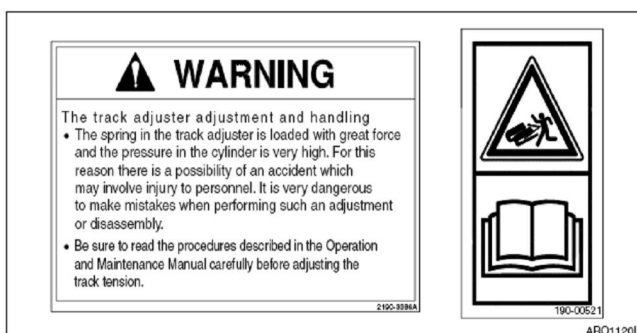 WARNING
The track adjuster adjustment and handling
• The spring in the track adjuster is loaded with great force
and the pressure in the cylinder is very high. For this
reason there is a possibility of an accident which
may involve injury to personnel. It is very dangerous
to make mistakes when performing such an adjustment
or disassembly.
• Be sure to read the procedures described in the Operation
and Maintenance Manual carefully before adjusting the
track tension.
190-00521